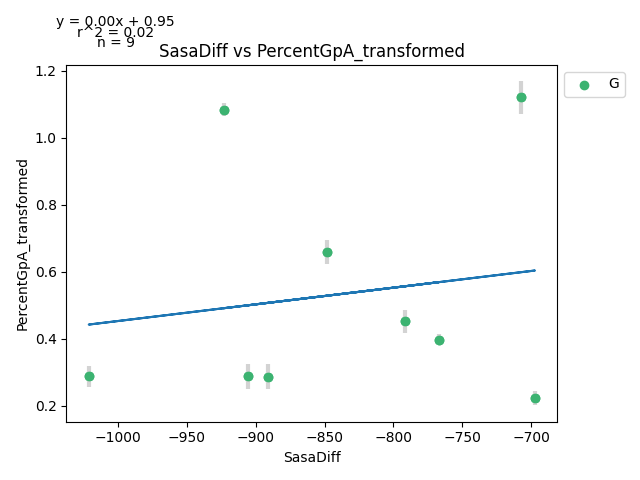 y = 0.00x + 0.95
r^2 = 0.02
n = 9
SasaDiff vs PercentGpA_transformed
G
1.2
1.0
0.8
0.6
0.4
0.2
PercentGpA_transformed
−1000
−950
−900
−850
−800
−750
−700
SasaDiff